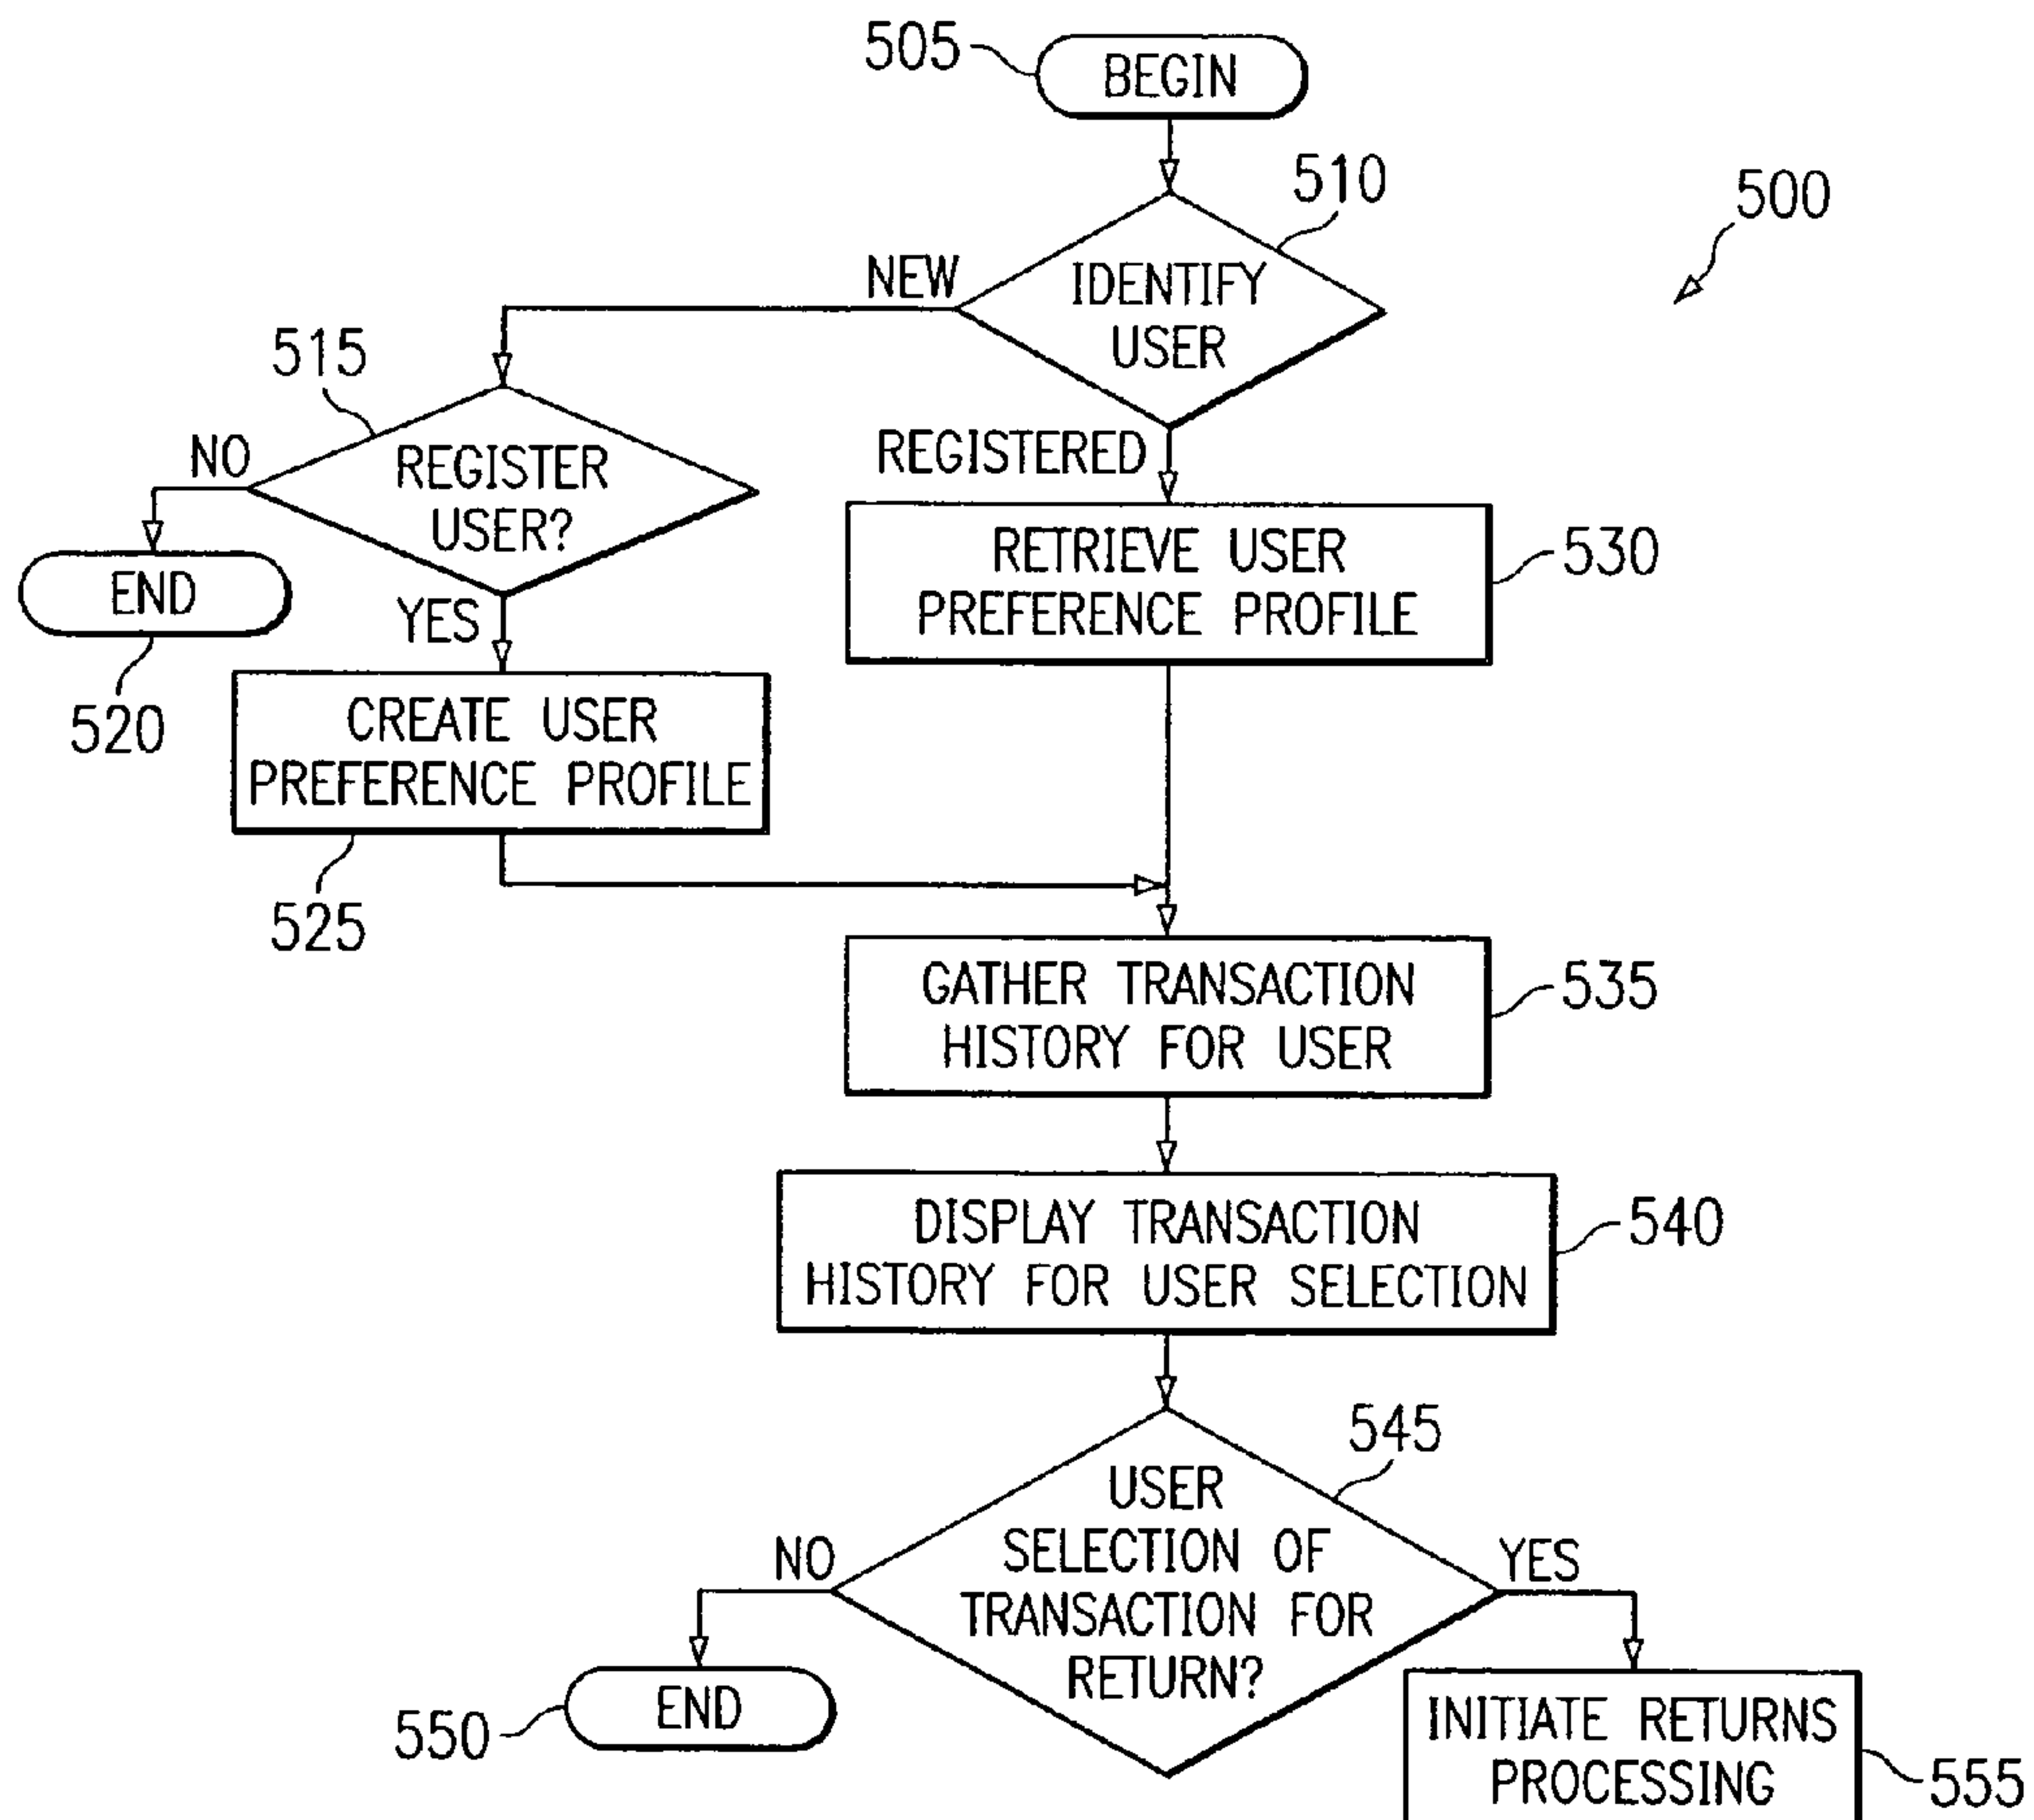 505
BEGIN
510
500
NEW
IDENTIFY
USER
515
NO
REGISTER
USER?
REGISTERED
END
520
YES
RETRIEVE USER
PREFERENCE PROFILE
530
CREATE USER
PREFERENCE PROFILE
525
GATHER TRANSACTION
HISTORY FOR USER
535
DISPLAY TRANSACTION
HISTORY FOR USER SELECTION
540
545
USER
SELECTION OF
TRANSACTION FOR
RETURN?
NO
YES
END
550
INITIATE RETURNS
PROCESSING
555